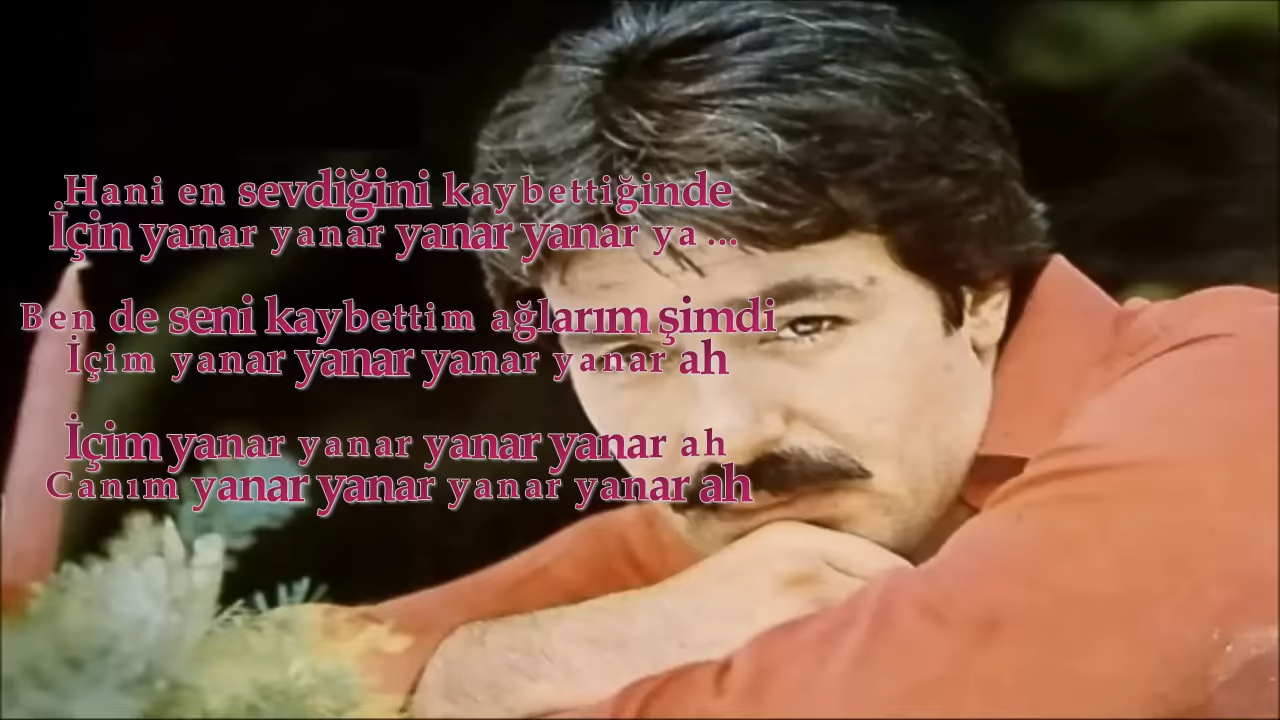 Hani en sevdiğini kaybettiğinde
İçin yanar yanar yanar yanar ya ...
Ben de seni kaybettim ağlarım şimdi
İçim yanar yanar yanar yanar ah
İçim yanar yanar yanar yanar ah
Canım yanar yanar yanar yanar ah